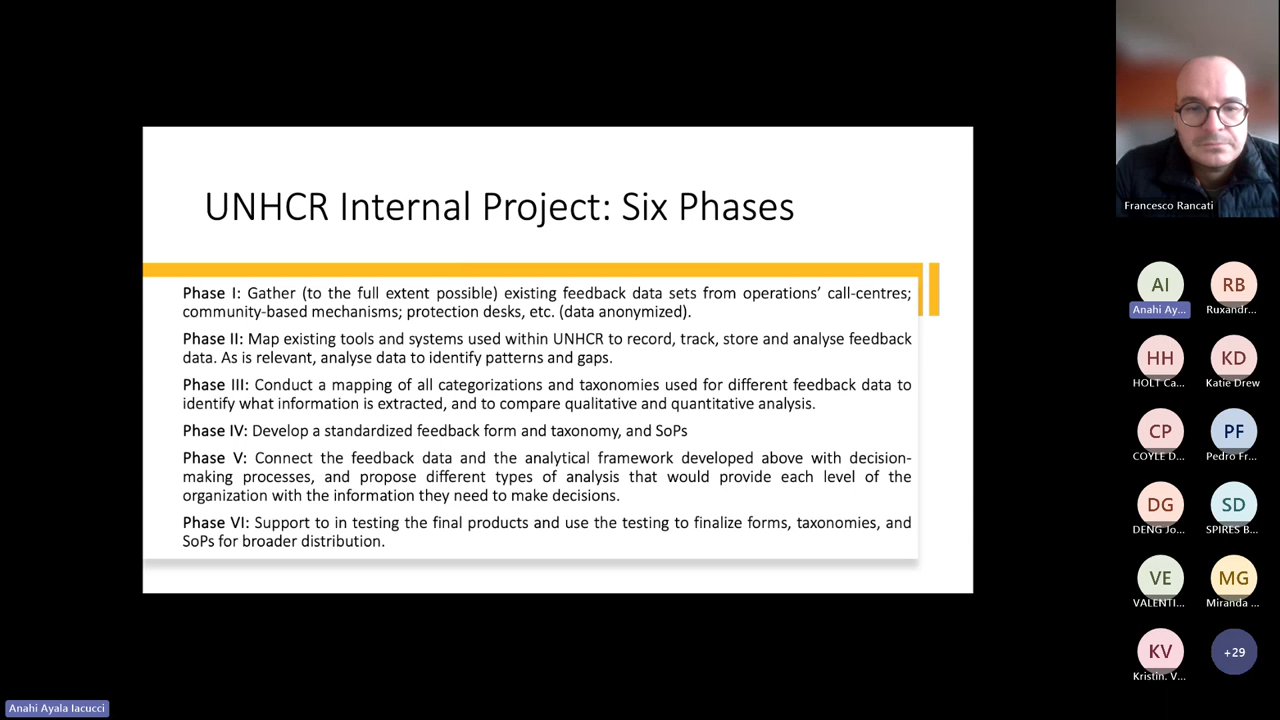 UNHCR Internal Project: Six Phases
Phase I: Gather (to the full extent possible) existing feedback data sets from operations’ call-centres;
community-based mechanisms; protection desks, etc. (data anonymized).
Phase II: Map existing tools and systems used within UNHCR to record, track, store and analyse feedback
data. As is relevant, analyse data to identify patterns and gaps.
Phase III: Conduct a mapping of all categorizations and taxonomies used for different feedback data to
identify what information is extracted, and to compare qualitative and quantitative analysis.
Phase IV: Develop a standardized feedback form and taxonomy, and SoPs
Phase V: Connect the feedback data and the analytical framework developed above with decision-
making processes, and propose different types of analysis that would provide each level of the
organization with the information they need to make decisions.
Phase VI: Support to in testing the final products and use the testing to finalize forms, taxonomies, and
SoPs for broader distribution.
Francesco Rancati
AI
Anahi Ay...
RB
Ruxandr...
HH
HOLT Ca...
KD
Katie Drew
CP
COYLE D...
PF
Pedro Fr...
DG
DENG Jo...
SD
SPIRES B...
VE
VALENTI...
MG
Miranda ...
KV
Kristin. V...
+29
Anahi Ayala Iacucci